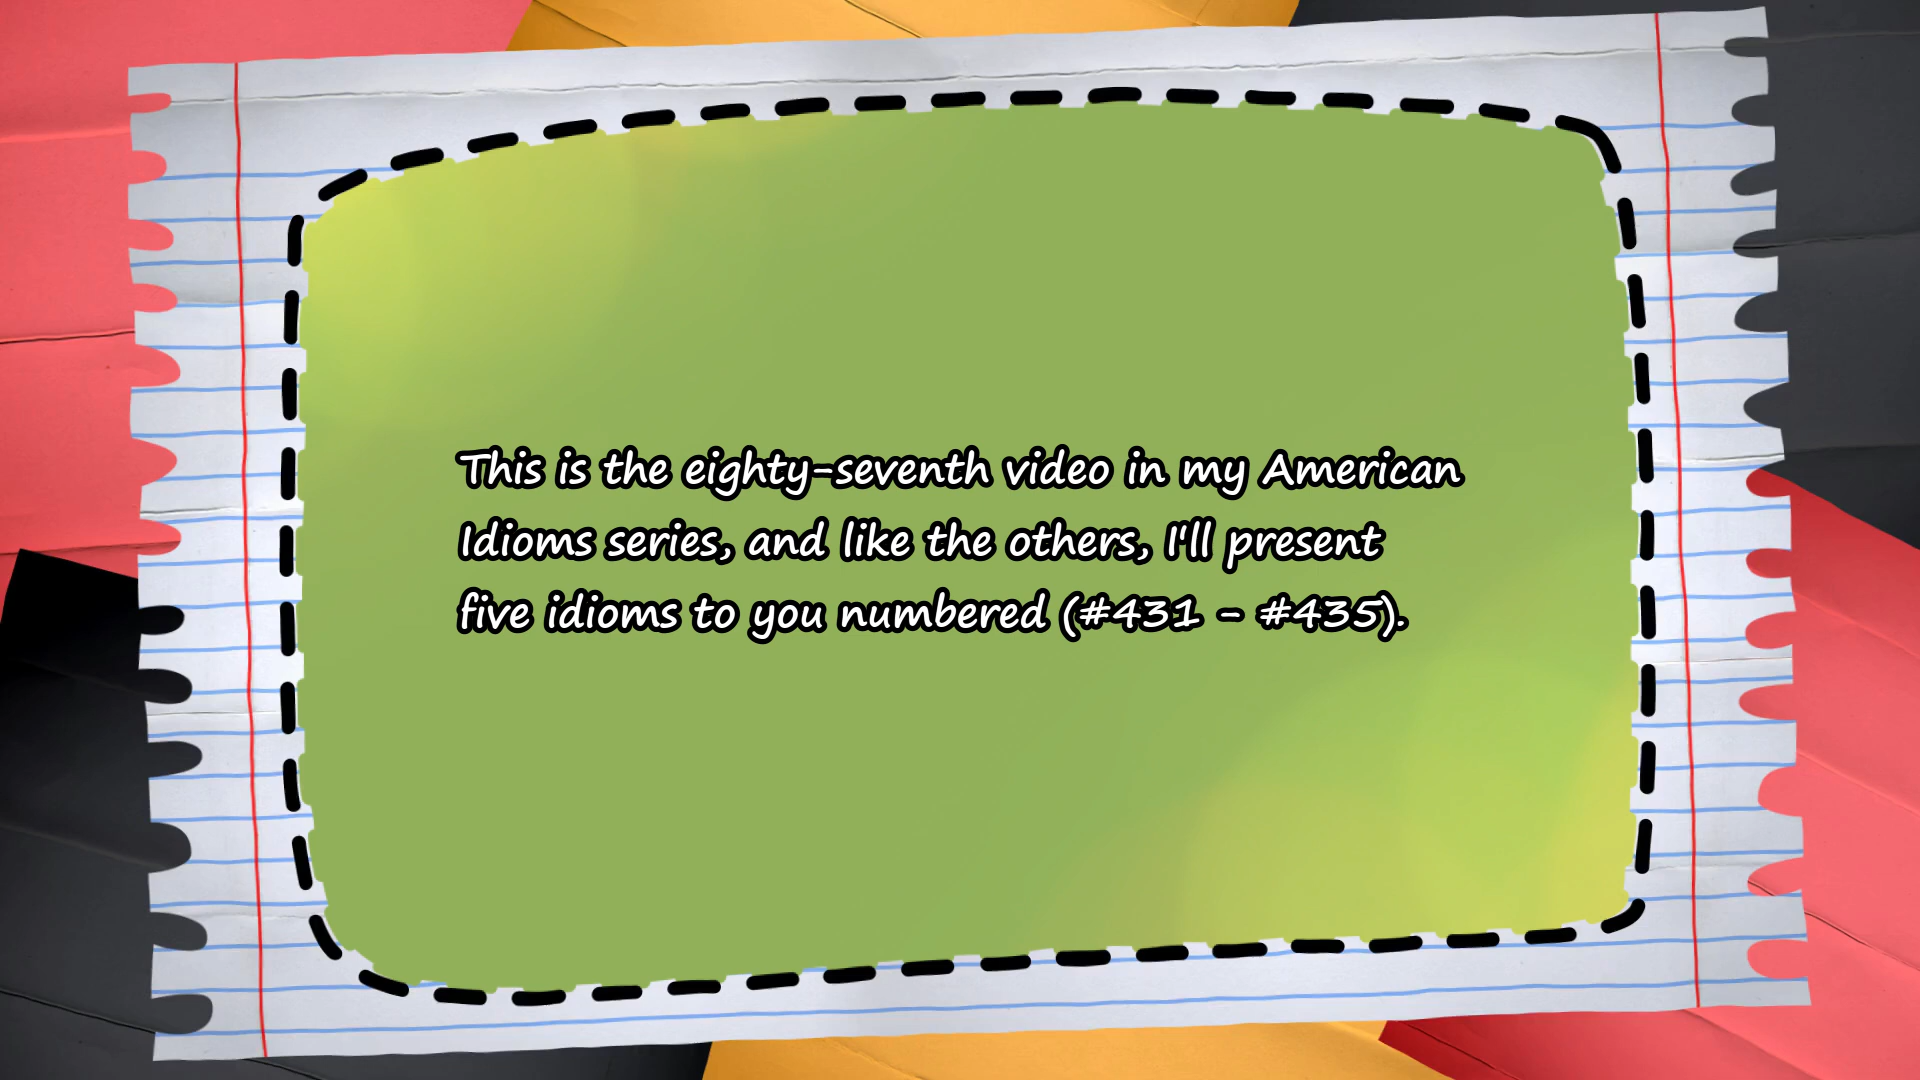 This is the eighty-seventh video in my American
Idioms series, and like the others, I'll present
five idioms to you numbered (#431 - #435).